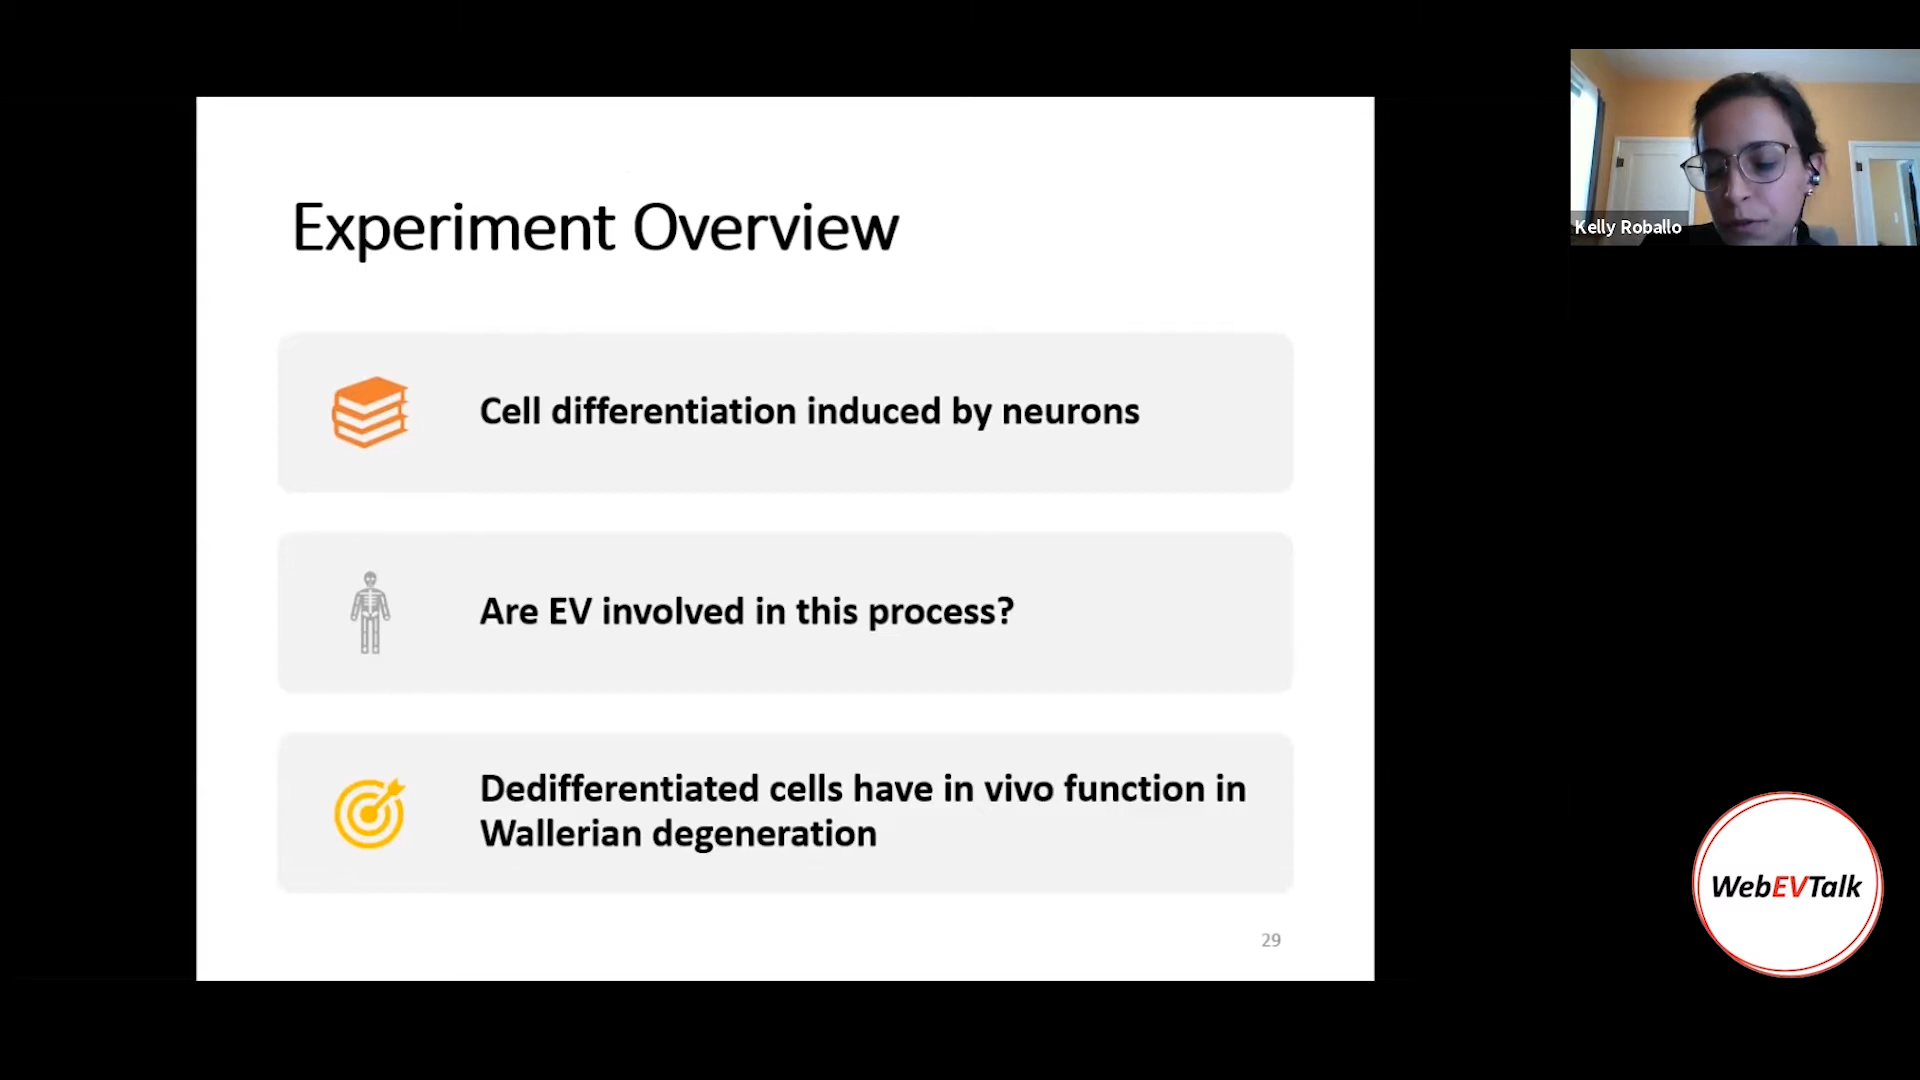 Experiment Overview
Cell differentiation induced by neurons
Are EV involved in this process?
Dedifferentiated cells have in vivo function in
Wallerian degeneration
29
Kelly Roballo
WebEVTalk